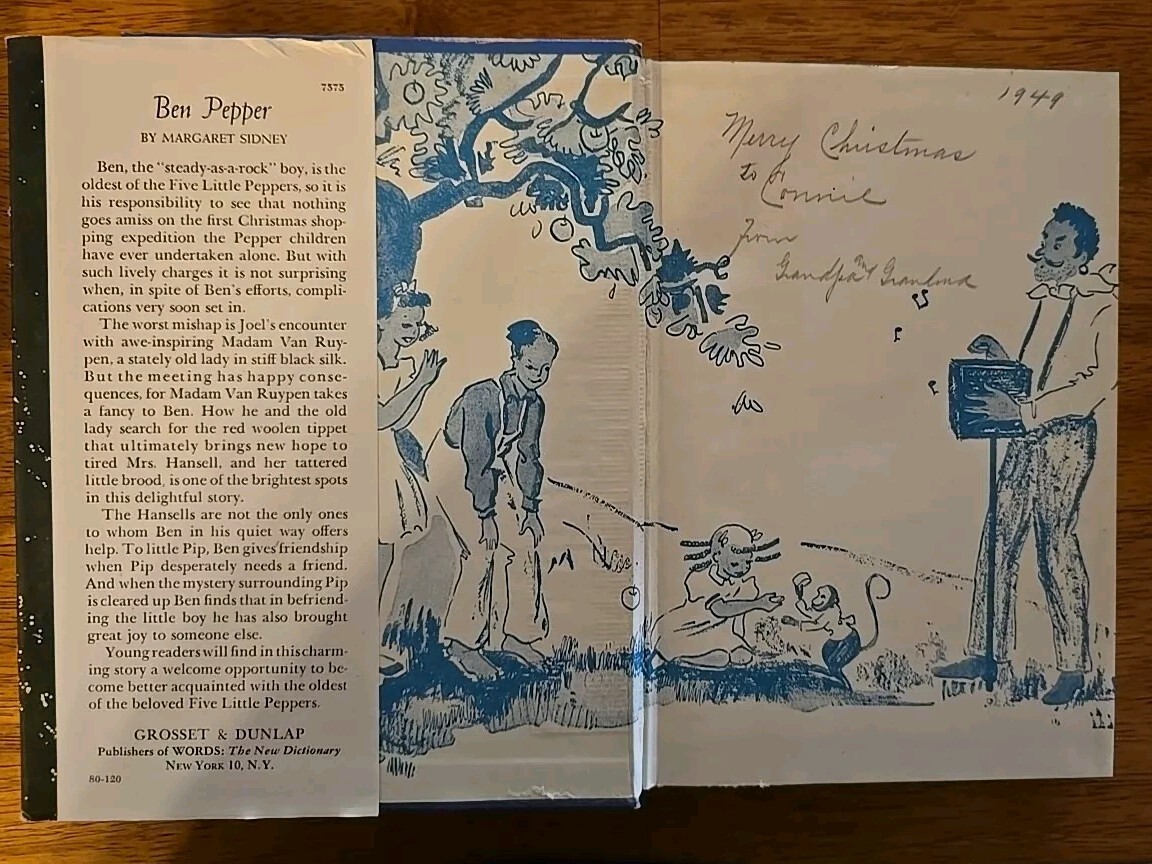 7575
Ben Pepper
BY MARGARET SIDNEY
Ben, the "steady-as-a-rock" boy, is the
oldest of the Five Little Peppers, so it is
his responsibility to see that nothing
goes amiss on the first Christmas shop-
ping expedition the Pepper children
have ever undertaken alone. But with
such lively charges it is not surprising
when, in spite of Ben's efforts, compli-
cations very soon set in.
The worst mishap is Joel's encounter
with awe-inspiring Madam Van Ruy-
pen, a stately old lady in stiff black silk.
But the meeting has happy conse-
quences, for Madam Van Ruypen takes
a fancy to Ben. How he and the old
lady search for the red woolen tippet
that ultimately brings new hope to
tired Mrs. Hansell, and her tattered
little brood, is one of the brightest spots
in this delightful story.
The Hansells are not the only ones
to whom Ben in his quiet way offers
help. To little Pip, Ben gives friendship
when Pip desperately needs a friend.
And when the mystery surrounding Pip
is cleared up Ben finds that in befriend-
ing the little boy he has also brought
great joy to someone else.
Young readers will find in this charm-
ing story a welcome opportunity to be-
come better acquainted with the oldest
of the beloved Five Little Peppers.
GROSSET & DUNLAP
Publishers of WORDS: The New Dictionary
NEW YORK 10, N.Y.
80-120
1949
Merry Christmas
to Connie
From
Grandpa and Grandma